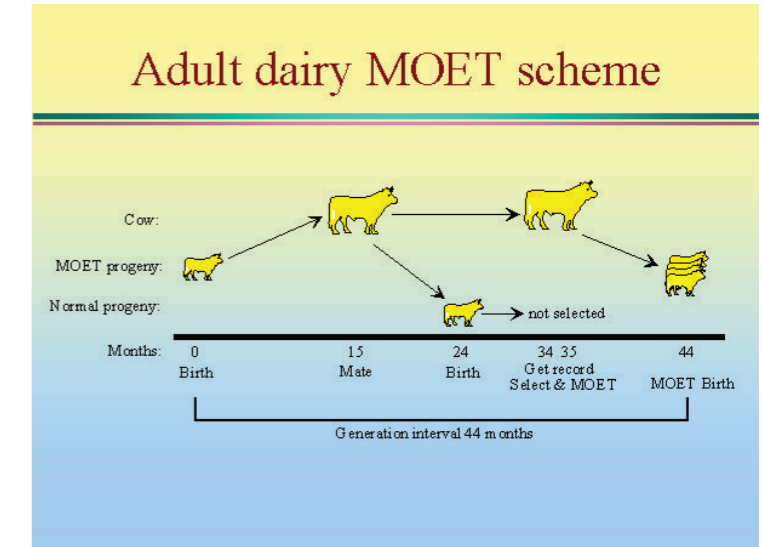 Adult dairy MOET scheme
Cow:
MOET progeny:
Normal progeny:
not selected
Months: 0 15 24 34 35 44
Birth Mate Birth Get record MOET Birth
Select & MOET
Generation interval 44 months